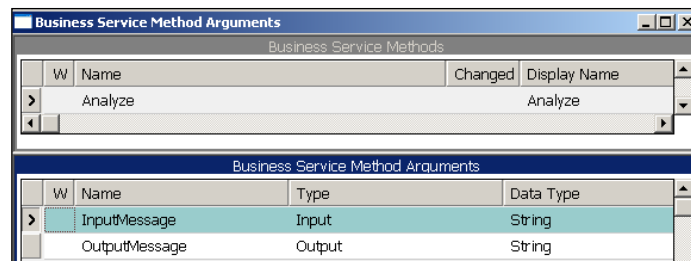 Business Service Method Arguments
Business Service Methods
W Name Changed Display Name
Analyze Analyze
Business Service Method Arguments
W Name Type Data Type
InputMessage Input String
OutputMessage Output String